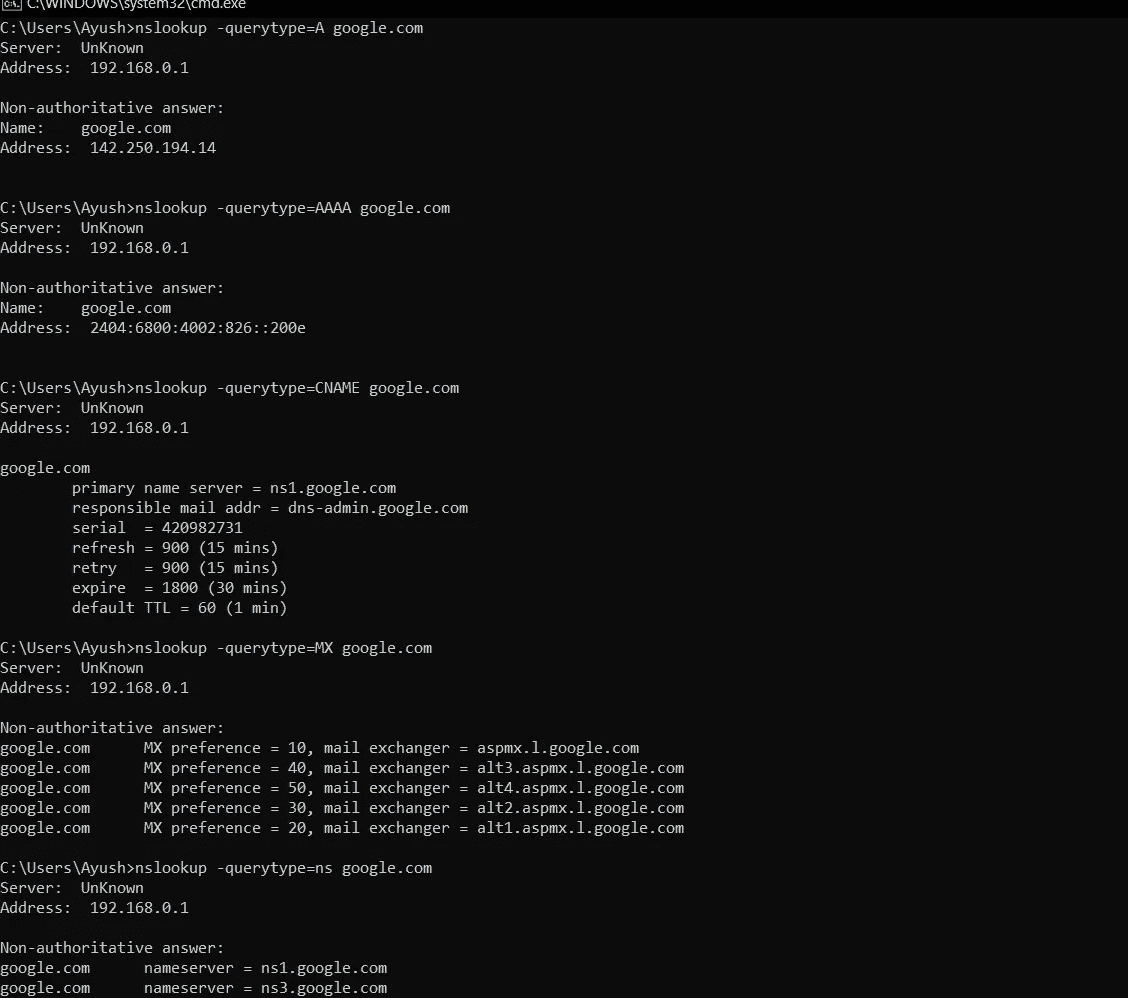 C:\WINDOWS\system32\cmd.exe
C:\Users\Ayush>nslookup -querytype=A google.com
Server:  UnKnown
Address:  192.168.0.1

Non-authoritative answer:
Name:    google.com
Address:  142.250.194.14


C:\Users\Ayush>nslookup -querytype=AAAA google.com
Server:  UnKnown
Address:  192.168.0.1

Non-authoritative answer:
Name:    google.com
Address:  2404:6800:4002:826::200e


C:\Users\Ayush>nslookup -querytype=CNAME google.com
Server:  UnKnown
Address:  192.168.0.1

google.com
        primary name server = ns1.google.com
        responsible mail addr = dns-admin.google.com
        serial  = 420982731
        refresh = 900 (15 mins)
        retry   = 900 (15 mins)
        expire  = 1800 (30 mins)
        default TTL = 60 (1 min)

C:\Users\Ayush>nslookup -querytype=MX google.com
Server:  UnKnown
Address:  192.168.0.1

Non-authoritative answer:
google.com      MX preference = 10, mail exchanger = aspmx.l.google.com
google.com      MX preference = 40, mail exchanger = alt3.aspmx.l.google.com
google.com      MX preference = 50, mail exchanger = alt4.aspmx.l.google.com
google.com      MX preference = 30, mail exchanger = alt2.aspmx.l.google.com
google.com      MX preference = 20, mail exchanger = alt1.aspmx.l.google.com

C:\Users\Ayush>nslookup -querytype=ns google.com
Server:  UnKnown
Address:  192.168.0.1

Non-authoritative answer:
google.com      nameserver = ns1.google.com
google.com      nameserver = ns3.google.com